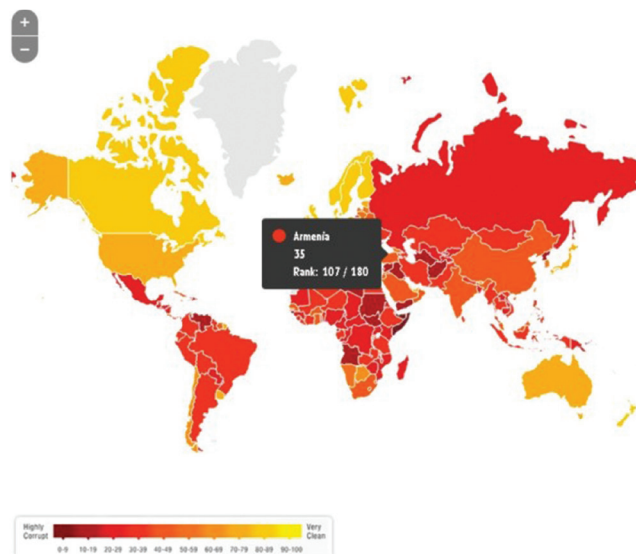 +
−
Armenia
35
Rank: 107 / 180
Highly
Corrupt
Very
Clean
0-9 10-19 20-29 30-39 40-49 50-59 60-69 70-79 80-89 90-100